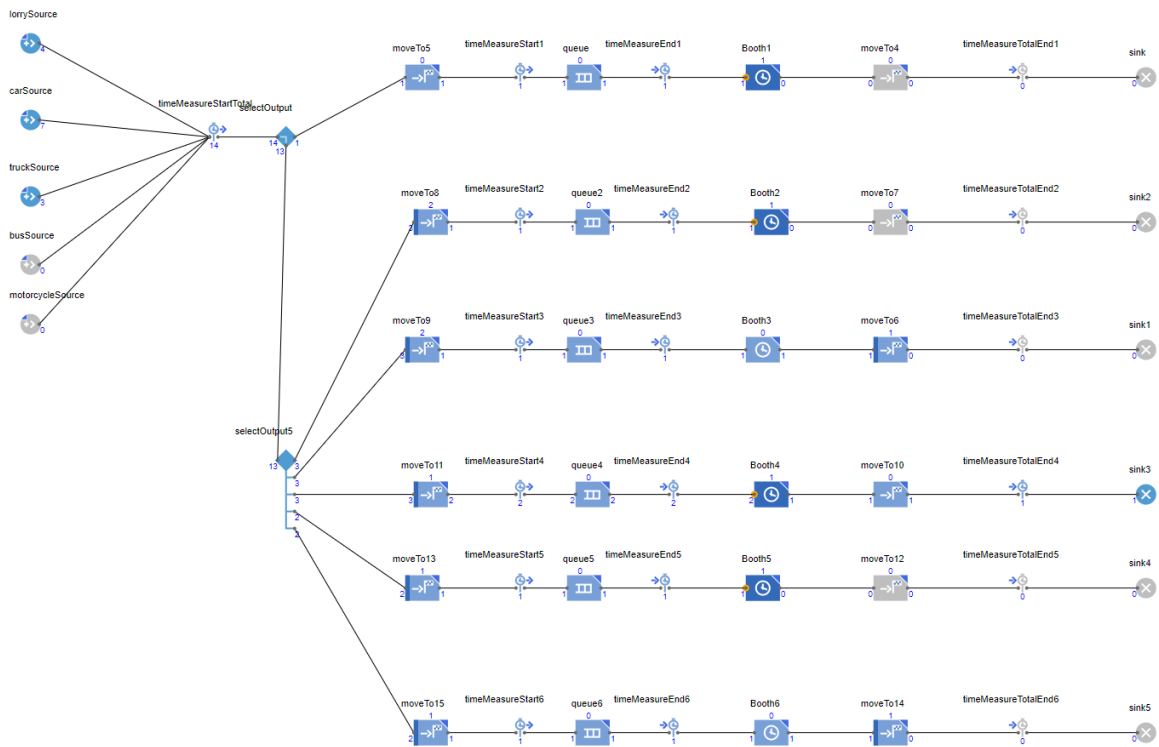 lorrySource
4
carSource
7
timeMeasureStartTotal
14
selectOutput
14
1
13
truckSource
3
busSource
0
motorcycleSource
0
moveTo5
0
1
1
timeMeasureStart1
1
queue
0
1
1
timeMeasureEnd1
1
Booth1
1
1
0
moveTo4
0
0
0
timeMeasureTotalEnd1
0
sink
0
moveTo8
2
3
1
timeMeasureStart2
1
queue2
0
1
1
timeMeasureEnd2
1
Booth2
1
1
0
moveTo7
0
0
0
timeMeasureTotalEnd2
0
sink2
0
moveTo9
2
3
1
timeMeasureStart3
1
queue3
0
1
1
timeMeasureEnd3
1
Booth3
0
1
1
moveTo6
1
1
0
timeMeasureTotalEnd3
0
sink1
0
selectOutput5
13
3
3
3
2
2
moveTo11
1
3
2
timeMeasureStart4
2
queue4
0
2
2
timeMeasureEnd4
2
Booth4
1
2
1
moveTo10
0
1
1
timeMeasureTotalEnd4
1
sink3
1
moveTo13
1
2
1
timeMeasureStart5
1
queue5
0
1
1
timeMeasureEnd5
1
Booth5
1
1
0
moveTo12
0
0
0
timeMeasureTotalEnd5
0
sink4
0
moveTo15
1
2
1
timeMeasureStart6
1
queue6
0
1
1
timeMeasureEnd6
1
Booth6
0
1
1
moveTo14
1
1
0
timeMeasureTotalEnd6
0
sink5
0